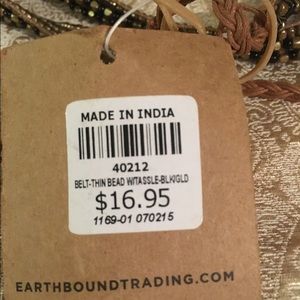 MADE IN INDIA
40212
BELT-THIN BEAD W/TASSLE-BLK/GLD
$16.95
1169-01 070215
EARTHBOUNDTRADING.COM